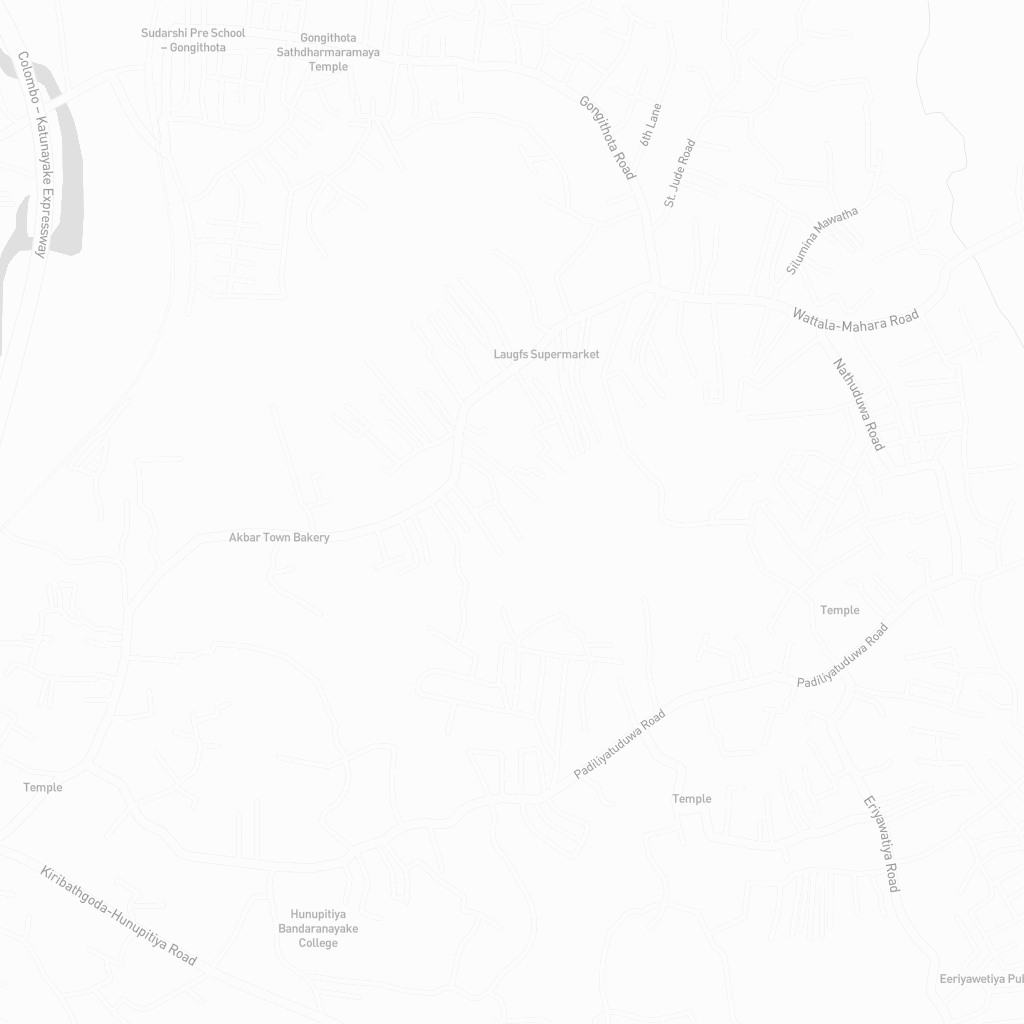 Sudarshi Pre School
– Gongithota
Gongithota
Sathdharmaramaya
Temple
Colombo – Katunayake Expressway
Gongithota Road
6th Lane
St. Jude Road
Silumina Mawatha
Wattala-Mahara Road
Laugfs Supermarket
Nathuduwa Road
Akbar Town Bakery
Temple
Padiliyatuduwa Road
Padiliyatuduwa Road
Temple
Temple
Eriyawatiya Road
Kiribathgoda-Hunupitiya Road
Hunupitiya
Bandaranayake
College
Eeriyawetiya Pub